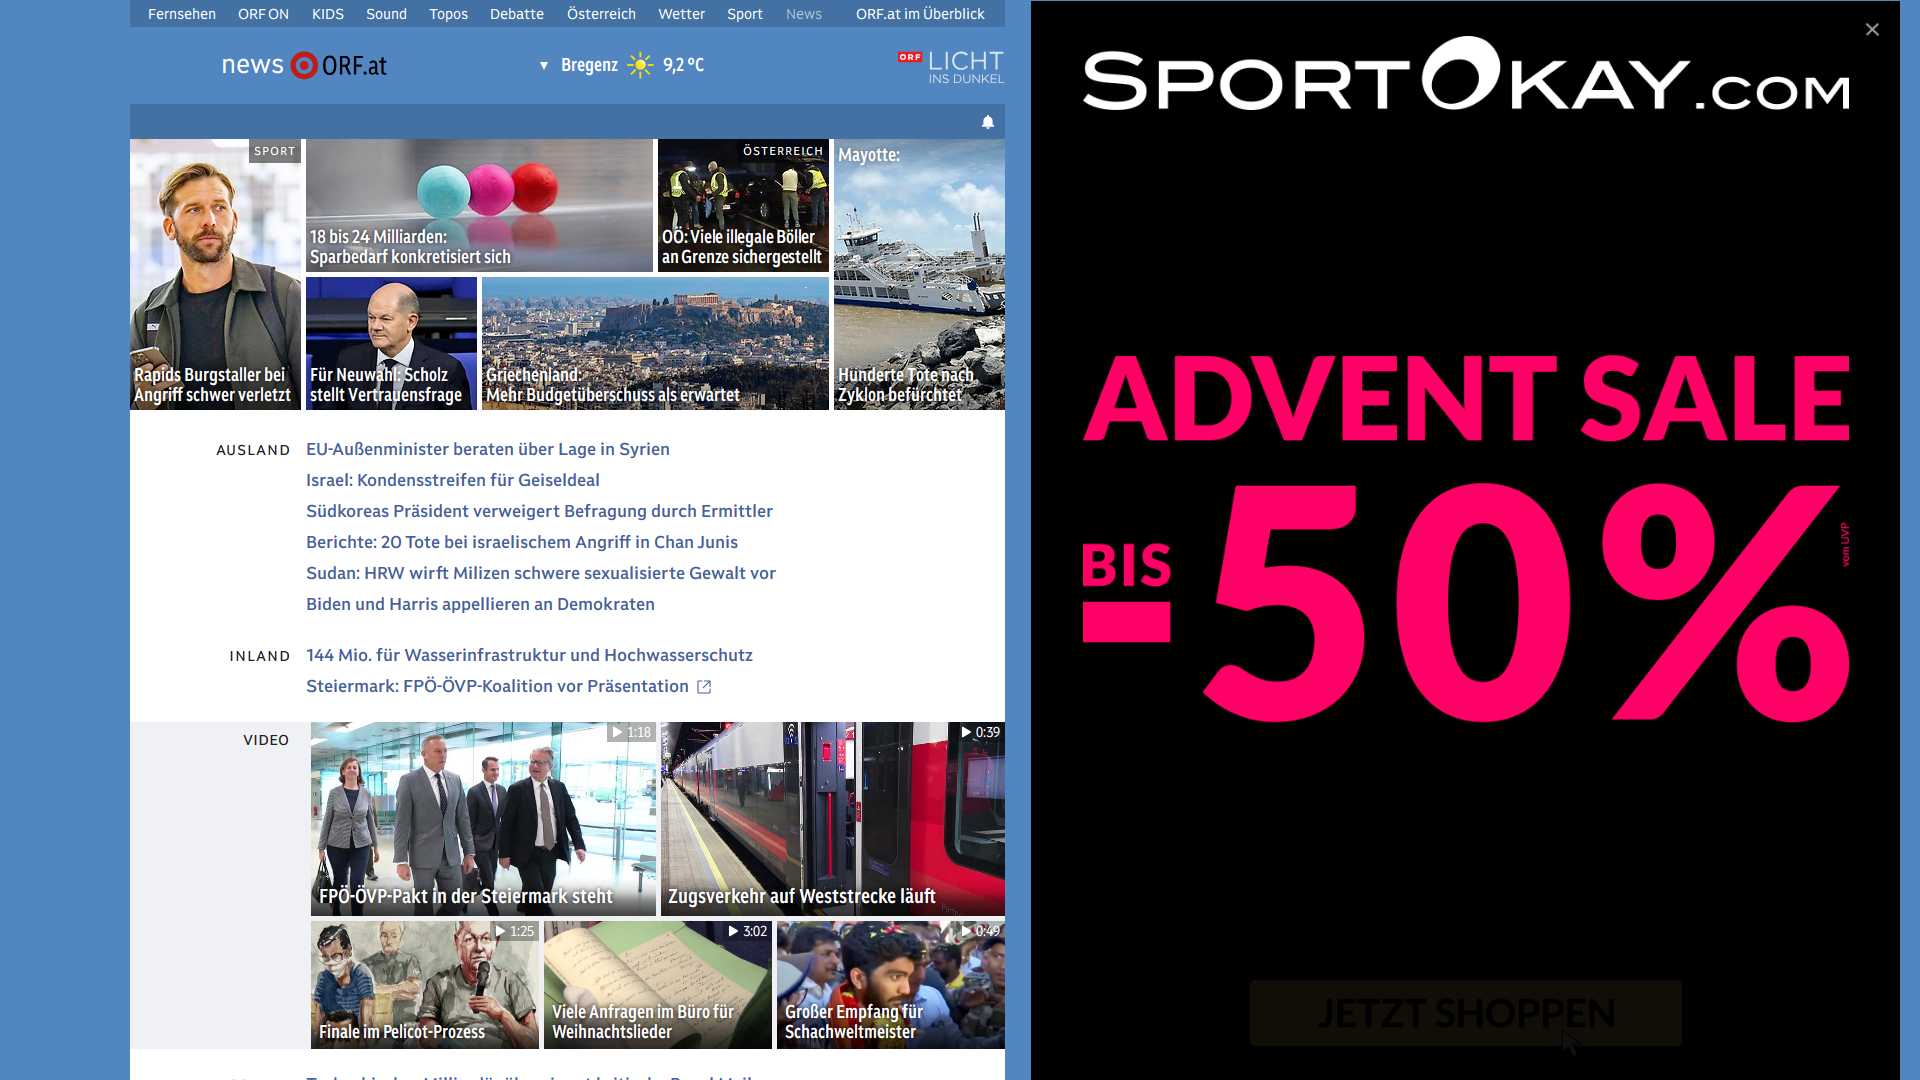 Fernsehen ORF ON KIDS Sound Topos Debatte Österreich Wetter Sport News ORF.at im Überblick
news ORF.at
Bregenz 9,2 °C
ORF LICHT
INS DUNKEL
SPORT
Rapids Burgstaller bei
Angriff schwer verletzt
18 bis 24 Milliarden:
Sparbedarf konkretisiert sich
ÖSTERREICH
OÖ: Viele illegale Böller
an Grenze sichergestellt
Mayotte:
Hunderte Tote nach
Zyklon befürchtet
Für Neuwahl: Scholz
stellt Vertrauensfrage
Griechenland:
Mehr Budgetüberschuss als erwartet
AUSLAND
EU-Außenminister beraten über Lage in Syrien
Israel: Kondensstreifen für Geiseldeal
Südkoreas Präsident verweigert Befragung durch Ermittler
Berichte: 20 Tote bei israelischem Angriff in Chan Junis
Sudan: HRW wirft Milizen schwere sexualisierte Gewalt vor
Biden und Harris appellieren an Demokraten
INLAND
144 Mio. für Wasserinfrastruktur und Hochwasserschutz
Steiermark: FPÖ-ÖVP-Koalition vor Präsentation
VIDEO
1:18
FPÖ-ÖVP-Pakt in der Steiermark steht
0:39
Zugsverkehr auf Weststrecke läuft
1:25
Finale im Pelicot-Prozess
3:02
Viele Anfragen im Büro für
Weihnachtslieder
0:49
Großer Empfang für
Schachweltmeister
SPORTOKAY.COM
ADVENT SALE
BIS
-50%
vom UVP
JETZT SHOPPEN